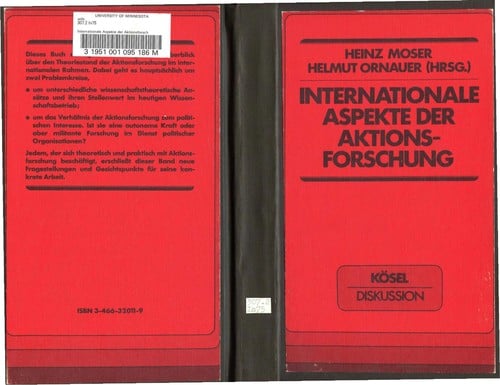 UNIVERSITY OF MINNESOTA
Internationale Aspekte der Aktionsforsch
3 1951 001 095 186 M
Dieses Buch
über den Theoriestand der Aktionsforschung im inter-
nationalen Rahmen. Dabei geht es hauptsächlich um
zwei Problemkreise,
um unterschiedliche wissenschaftstheoretische An-
sätze und ihren Stellenwert im heutigen Wissen-
schaftsbetrieb;
um das Verhältnis der Aktionsforschung zum politi-
schen Interesse. Ist sie eine autonome Kraft oder
aber militante Forschung im Dienst politischer
Organisationen?
Jedem, der sich theoretisch und praktisch mit Aktions-
forschung beschäftigt, erschließt dieser Band neue
Fragestellungen und Gesichtspunkte für seine kon-
krete Arbeit.
ISBN 3-466-32011-9
HEINZ MOSER
HELMUT ORNAUER (HRSG.)
INTERNATIONALE
ASPEKTE DER
AKTIONS-
FORSCHUNG
KÖSEL
DISKUSSION